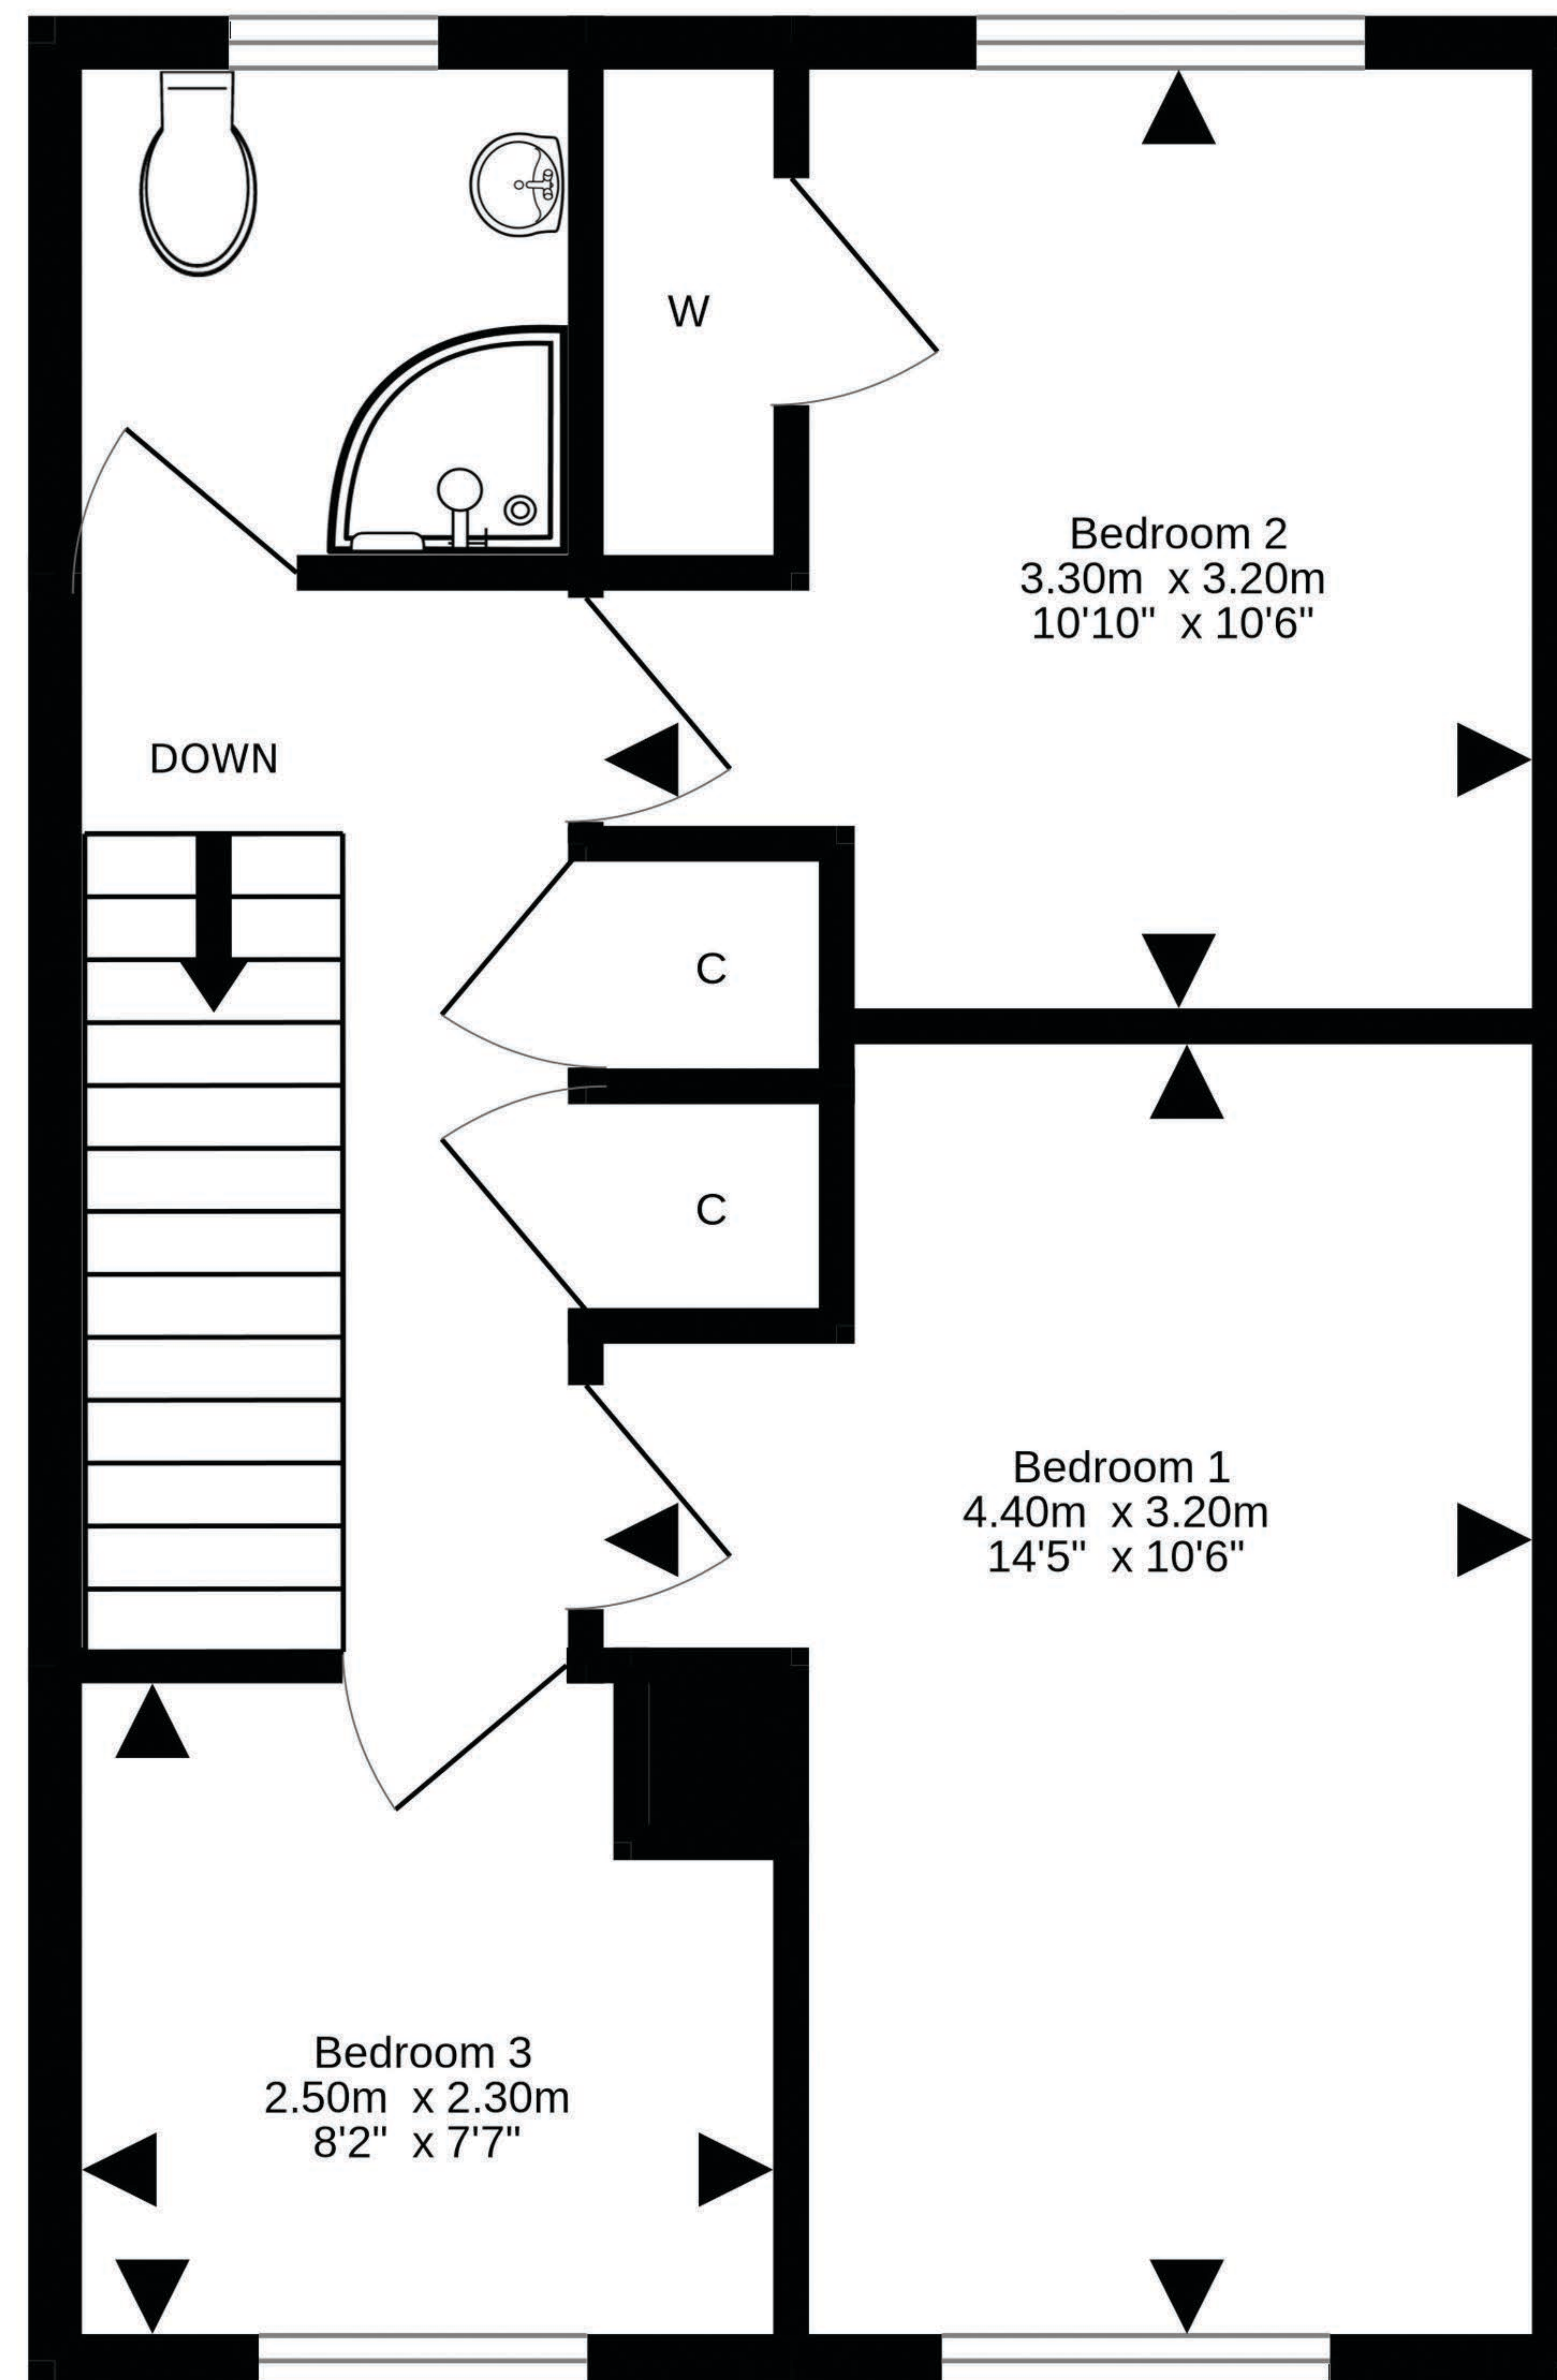 W
Bedroom 2
3.30m x 3.20m
10'10" x 10'6"
DOWN
C
C
Bedroom 1
4.40m x 3.20m
14'5" x 10'6"
Bedroom 3
2.50m x 2.30m
8'2" x 7'7"